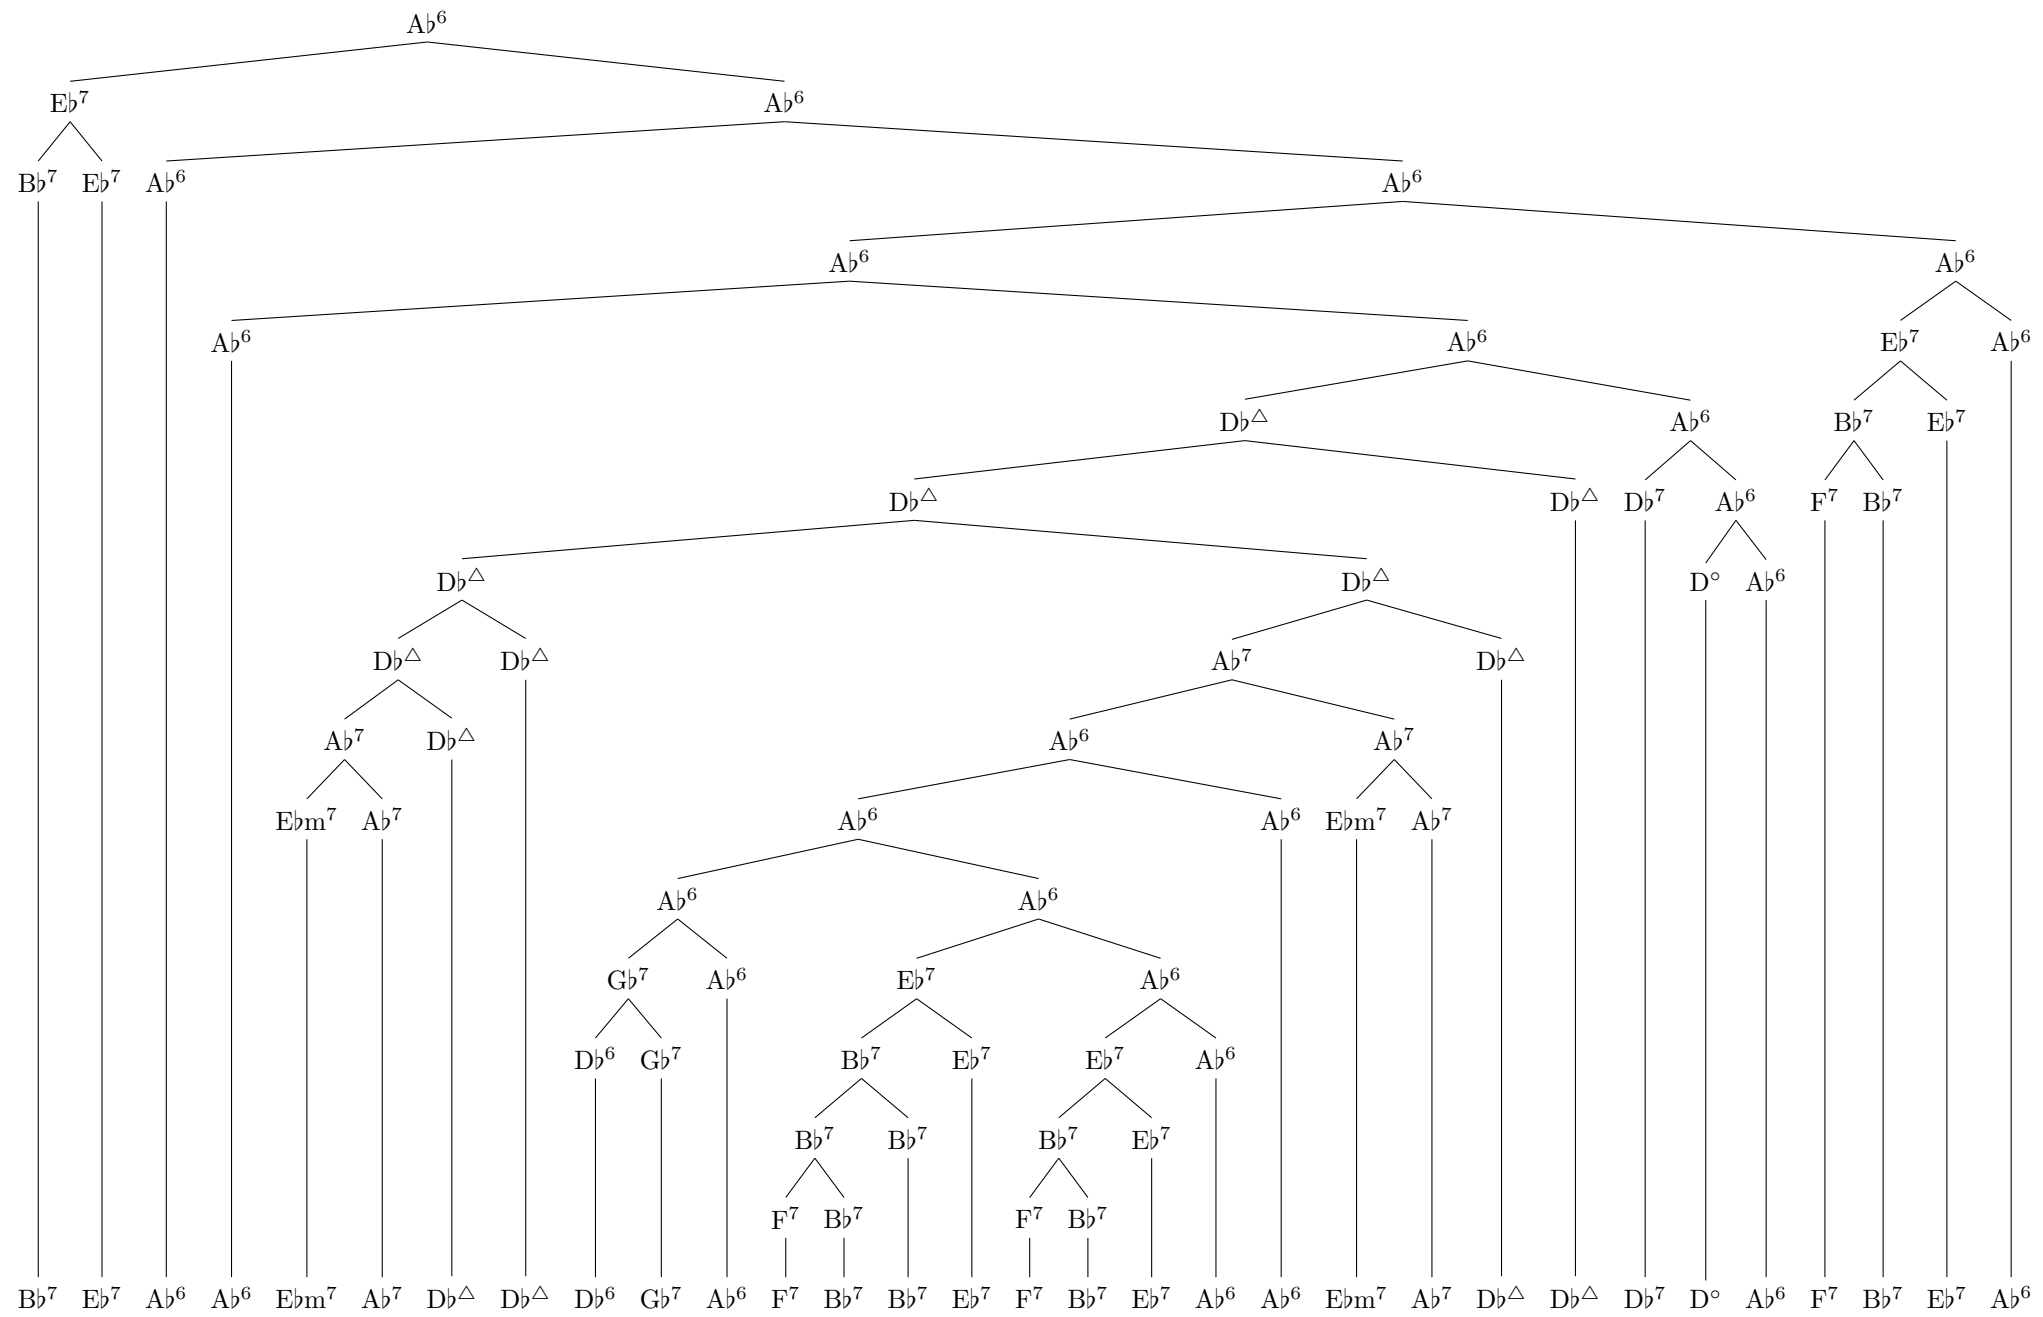 A♭⁶
E♭⁷ A♭⁶
B♭⁷ E♭⁷ A♭⁶ A♭⁶
A♭⁶ A♭⁶
A♭⁶ A♭⁶ E♭⁷ A♭⁶
D♭△ A♭⁶ B♭⁷ E♭⁷
D♭△ D♭△ D♭⁷ A♭⁶ F⁷ B♭⁷
D♭△ D♭△ D° A♭⁶
D♭△ D♭△ A♭⁷ D♭△
A♭⁷ D♭△ A♭⁶ A♭⁷
E♭m⁷ A♭⁷ A♭⁶ A♭⁶ E♭m⁷ A♭⁷
A♭⁶ A♭⁶
G♭⁷ A♭⁶ E♭⁷ A♭⁶
D♭⁶ G♭⁷ B♭⁷ E♭⁷ E♭⁷ A♭⁶
B♭⁷ B♭⁷ B♭⁷ E♭⁷
F⁷ B♭⁷ F⁷ B♭⁷
B♭⁷ E♭⁷ A♭⁶ A♭⁶ E♭m⁷ A♭⁷ D♭△ D♭△ D♭⁶ G♭⁷ A♭⁶ F⁷ B♭⁷ B♭⁷ E♭⁷ F⁷ B♭⁷ E♭⁷ A♭⁶ A♭⁶ E♭m⁷ A♭⁷ D♭△ D♭△ D♭⁷ D° A♭⁶ F⁷ B♭⁷ E♭⁷ A♭⁶